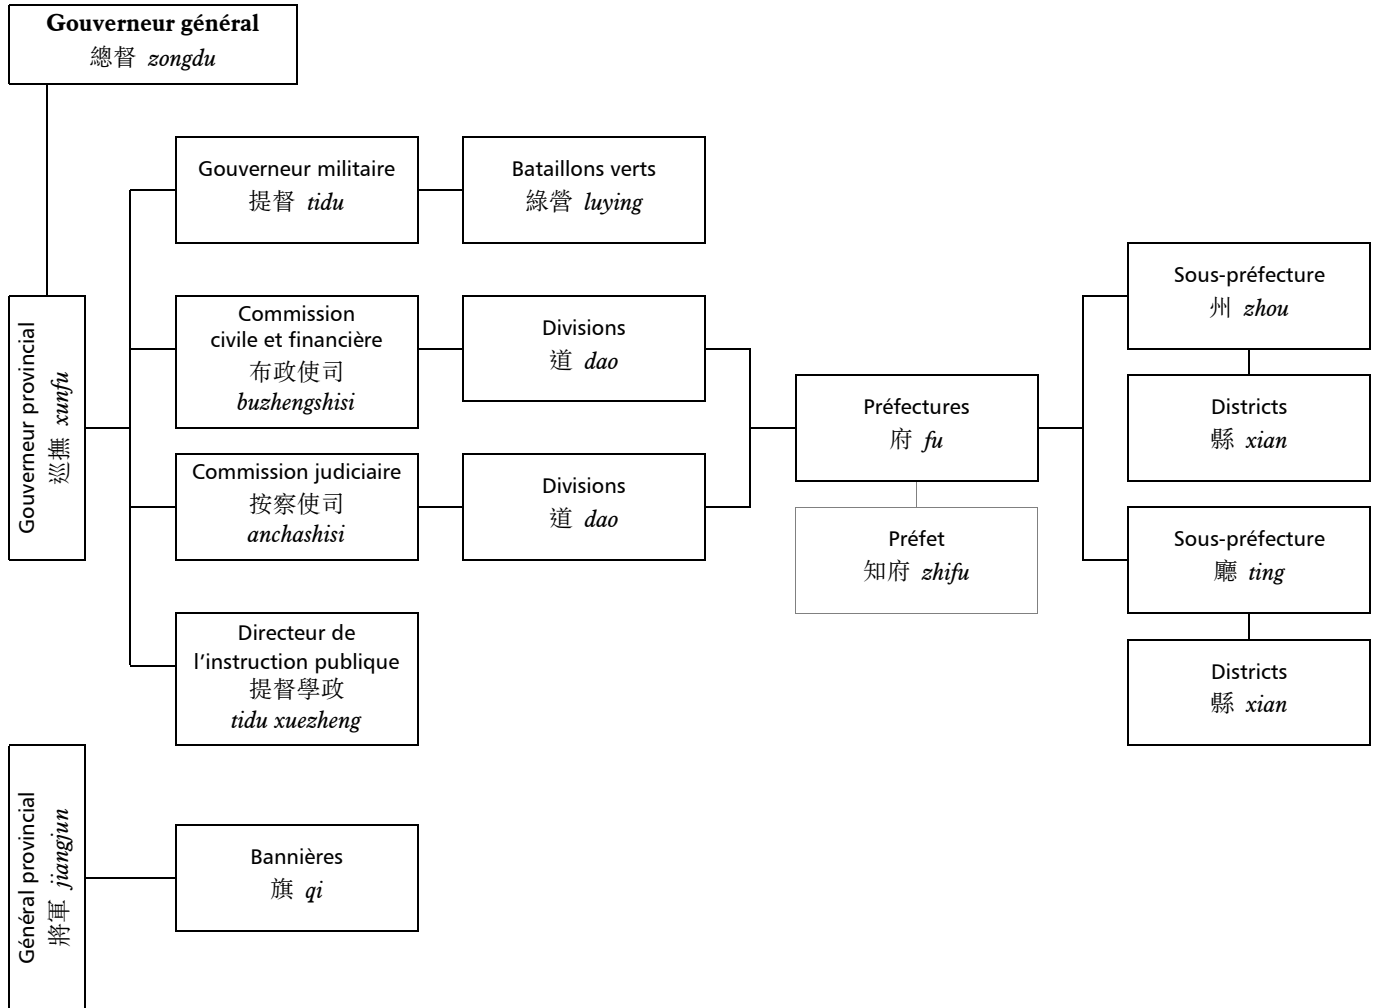 Gouverneur général
總督 zongdu
Gouverneur militaire
提督 tidu
Bataillons verts
綠營 luying
Gouverneur provincial
巡撫 xunfu
Commission
civile et financière
布政使司
buzhengshisi
Divisions
道 dao
Commission judiciaire
按察使司
anchashisi
Divisions
道 dao
Directeur de
l'instruction publique
提督學政
tidu xuezheng
Préfectures
府 fu
Préfet
知府 zhifu
Sous-préfecture
州 zhou
Districts
縣 xian
Sous-préfecture
廳 ting
Districts
縣 xian
Général provincial
將軍 jiangjun
Bannières
旗 qi